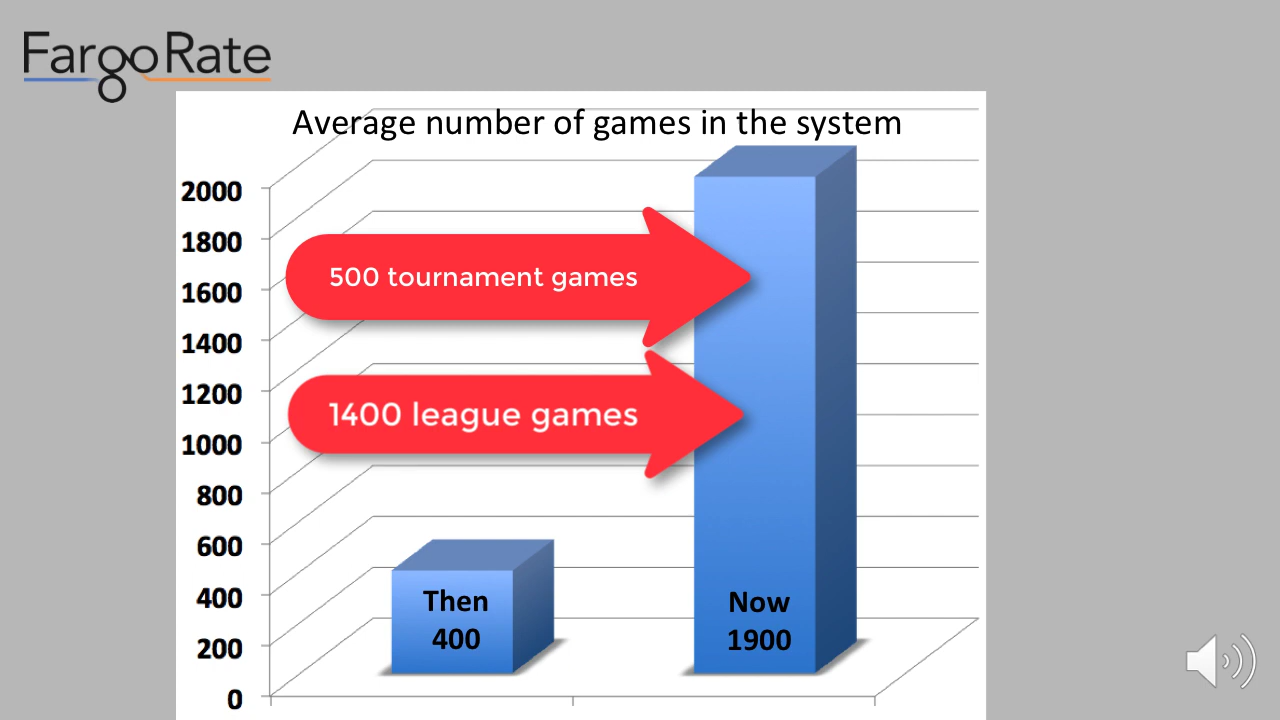 FargoRate
Average number of games in the system
2000
1800
500 tournament games
1600
1400
1200
1400 league games
1000
800
600
400
200
0
Then
400
Now
1900